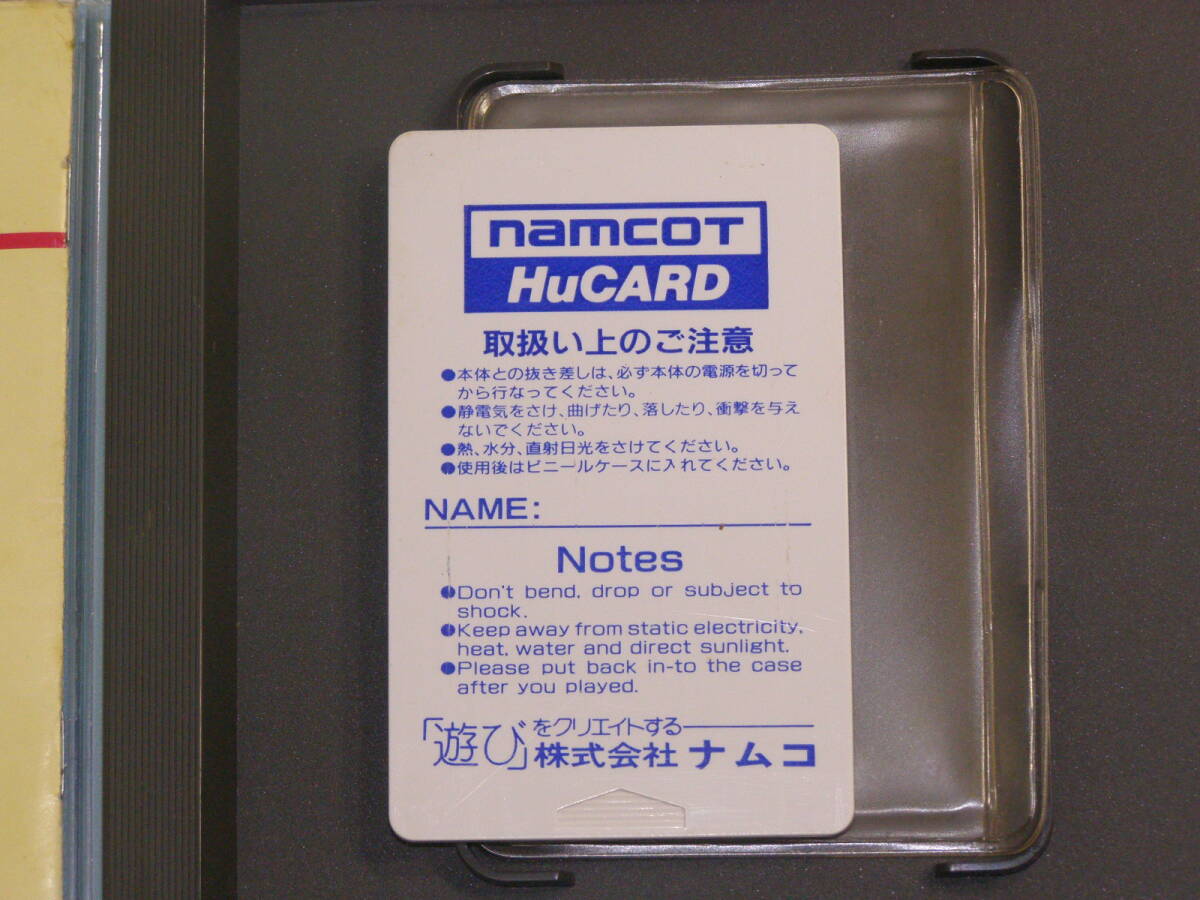 namcot
HuCARD
取扱い上のご注意
●本体との抜き差しは、必ず本体の電源を切って
から行なってください。
●静電気をさけ、曲げたり、落したり、衝撃を与え
ないでください。
●熱、水分、直射日光をさけてください。
●使用後はビニールケースに入れてください。
NAME:
Notes
●Don't bend, drop or subject to
shock.
●Keep away from static electricity,
heat, water and direct sunlight.
●Please put back in-to the case
after you played.
「遊び」をクリエイトする
株式会社ナムコ